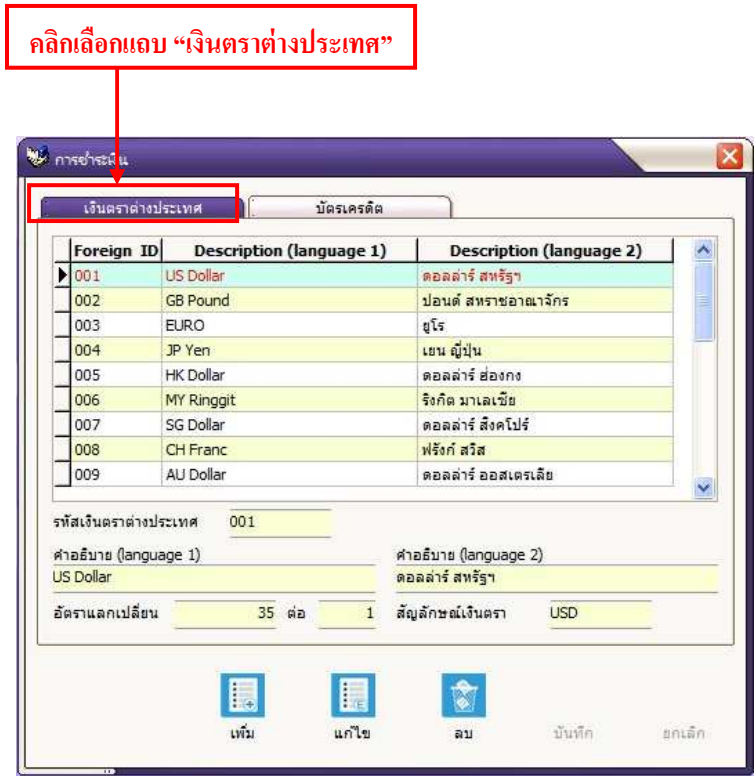 คลิกเลือกแถบ “เงินตราต่างประเทศ”
การชำระเงิน
เงินตราต่างประเทศ บัตรเครดิต
Foreign ID Description (language 1) Description (language 2)
001 US Dollar ดอลล่าร์ สหรัฐฯ
002 GB Pound ปอนด์ สหราชอาณาจักร
003 EURO ยูโร
004 JP Yen เยน ญี่ปุ่น
005 HK Dollar ดอลล่าร์ ฮ่องกง
006 MY Ringgit ริงกิต มาเลเซีย
007 SG Dollar ดอลล่าร์ สิงคโปร์
008 CH Franc ฟรังก์ สวิส
009 AU Dollar ดอลล่าร์ ออสเตรเลีย
รหัสเงินตราต่างประเทศ 001
คำอธิบาย (language 1) คำอธิบาย (language 2)
US Dollar ดอลล่าร์ สหรัฐฯ
อัตราแลกเปลี่ยน 35 ต่อ 1 สัญลักษณ์เงินตรา USD
เพิ่ม แก้ไข ลบ บันทึก ยกเลิก